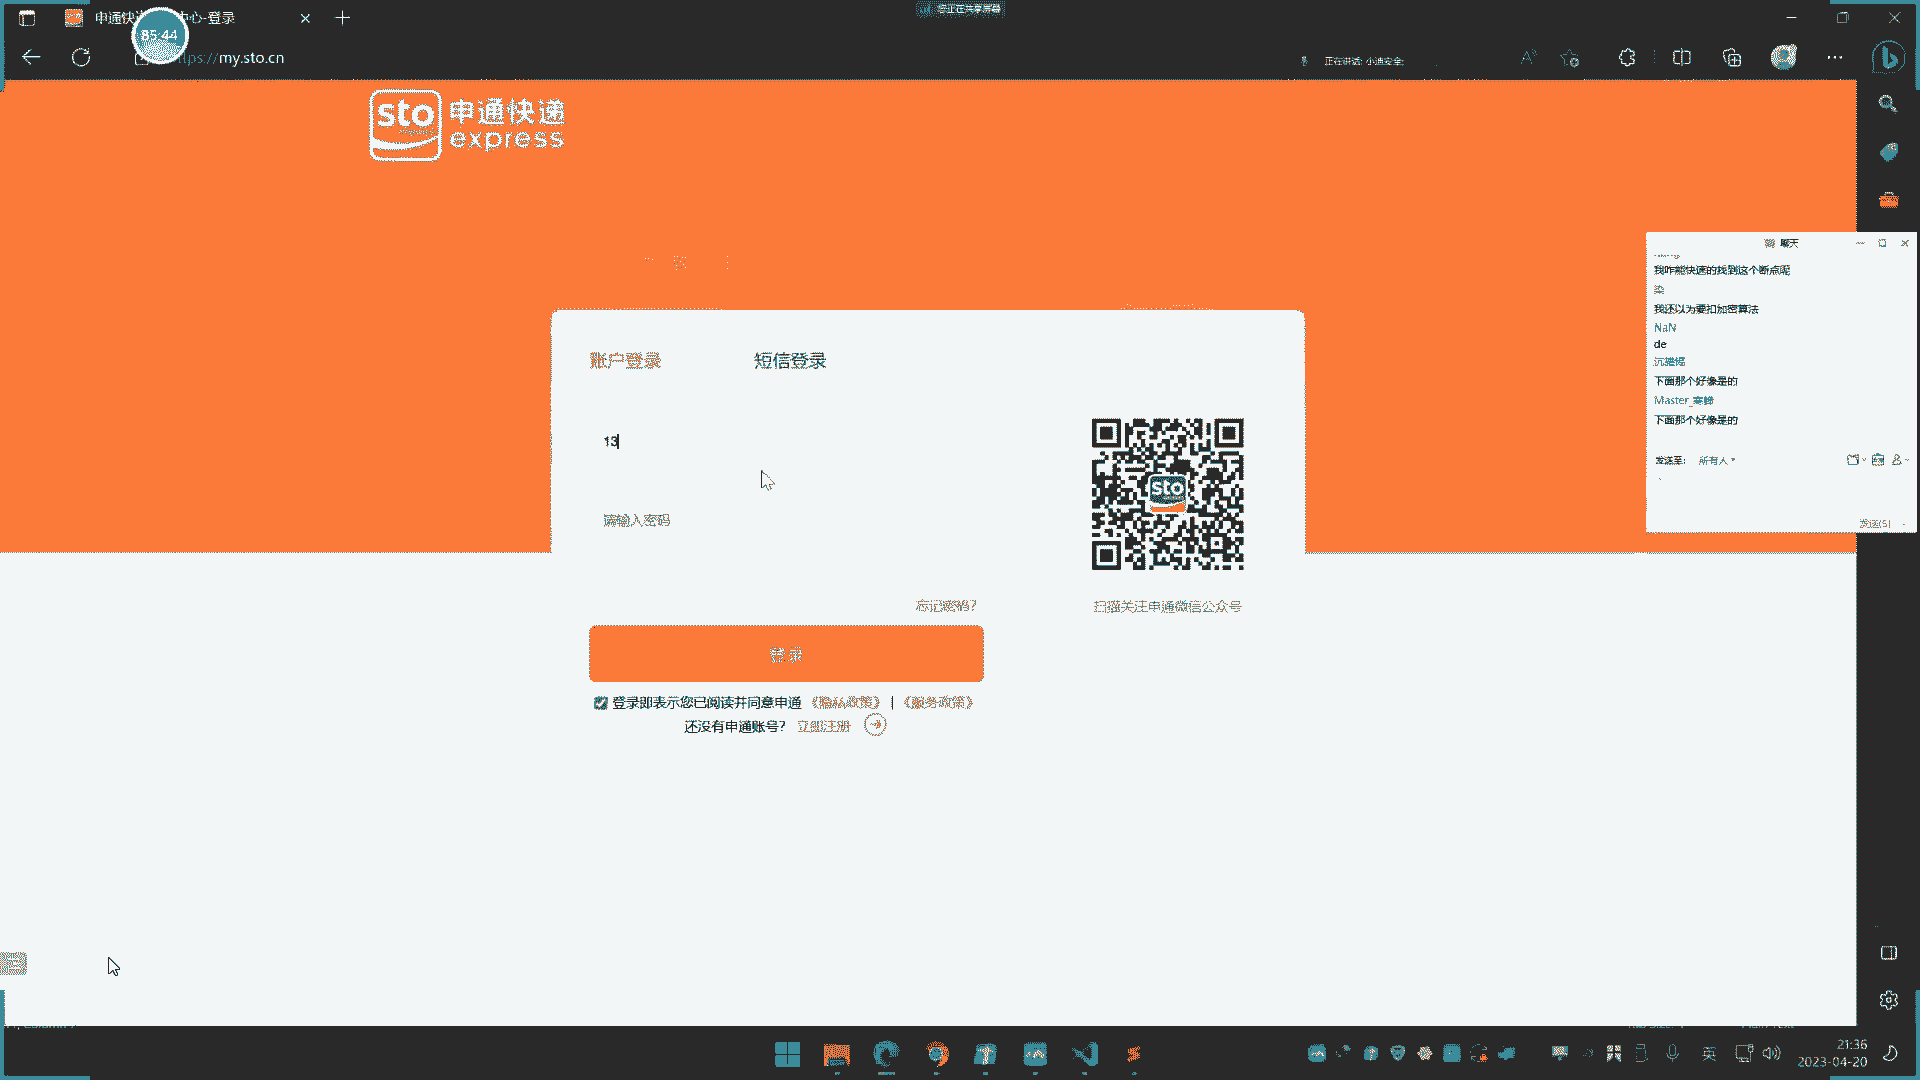 您正在共享屏幕
申通快
中心-登录
85:44
ttps://my.sto.cn
正在讲话: 小迪安全;
sto 申通快递
express
聊天
我咋能快速的找到这个断点呢
染
我还以为要扣加密算法
NaN
de
下面那个好像是的
下面那个好像是的
发送至: 所有人
发送(S)
账户登录 短信登录
13
请输入密码
sto
忘记密码?
扫描关注申通微信公众号
登 录
登录即表示您已阅读并同意申通 《隐私政策》 | 《服务政策》
还没有申通账号? 立即注册
英
21:36
2023-04-20